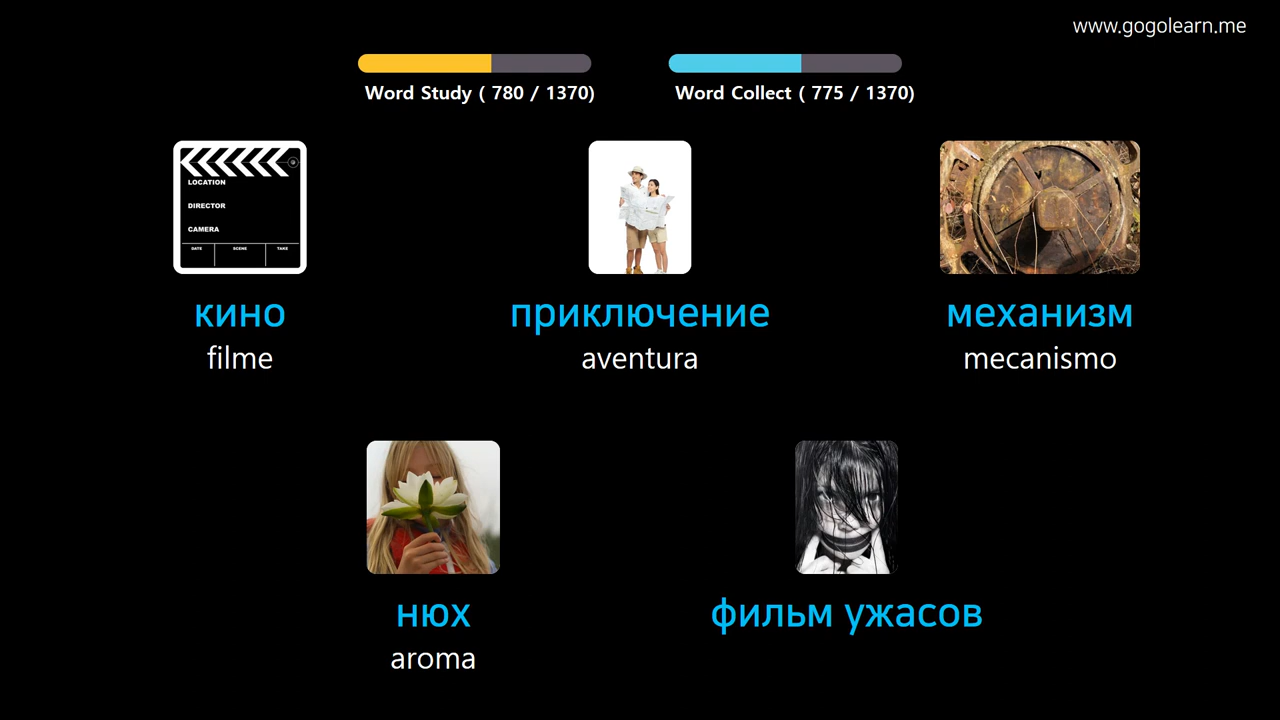 www.gogolearn.me
Word Study ( 780 / 1370)
Word Collect ( 775 / 1370)
LOCATION
DIRECTOR
CAMERA
DATE SCENE TAKE
кино
filme
приключение
aventura
механизм
mecanismo
нюх
aroma
фильм ужасов